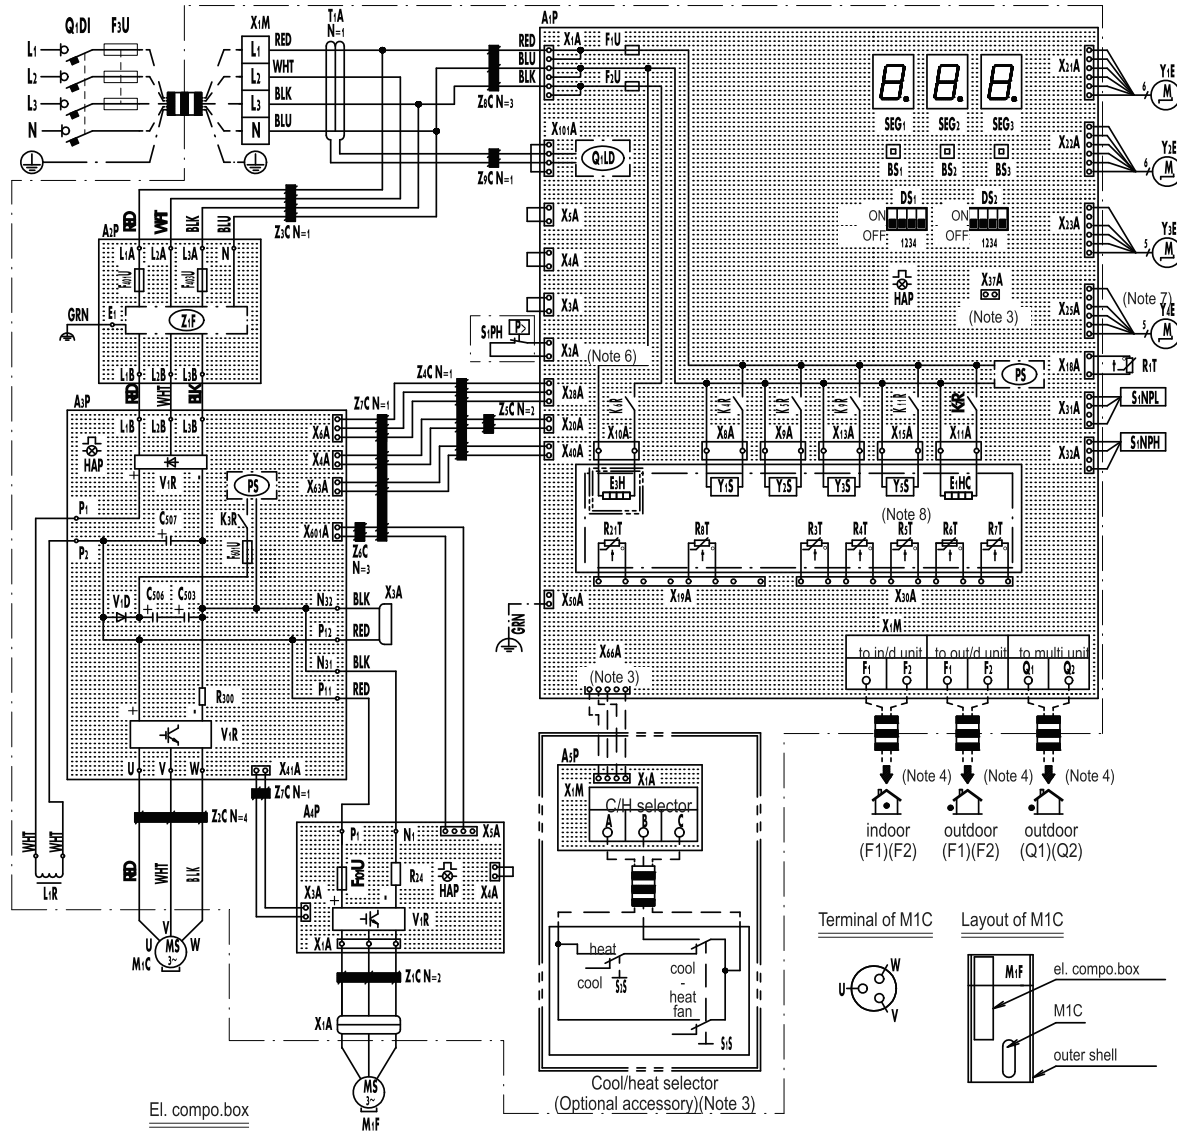 Q1DI F3U X1M T1A N=1 A1P
L1 L1 RED RED BLU BLK X1A F1U
L2 L2 WHT
L3 L3 BLK Z8C N=3 F2U
N N BLU
X21A Y1E 6 M
SEG1 SEG2 SEG3
X101A Q1LD
Z9C N=1
BS1 BS2 BS3
X22A Y2E 6 M
RED WHT BLK BLU Z3C N=1
X5A
DS1 DS2
ON ON
OFF OFF
1234 1234
X23A Y3E 5 M
A2P
L1A L2A L3A N
F401U F403U
X4A
HAP X37A
(Note 3)
GRN E1 Z1F
X3A
X25A (Note 7) Y4E 5 M
S1PH P> X2A (Note 6)
L1B L2B L3B
RED WHT BLK
Z4C N=1
PS X18A R1T
A3P Z7C N=1 Z5C N=2
X28A
X31A S1NPL
L1B L2B L3B
X6A X20A X10A X8A X9A X13A X15A X11A
HAP X4A X40A X32A S1NPH
V1R PS X63A
E3H Y1S Y2S Y3S Y5S E1HC
(Note 8)
P1 C507 K3R
X601A Z6C N=3
R21T R8T R3T R4T R5T R6T R7T
P2 F601U
V1D C506 C503
N32 BLK X3A
X50A X19A X30A
GRN
P12 RED
X1M
X66A
(Note 3)
to in/d unit to out/d unit to multi unit
F1 F2 F1 F2 Q1 Q2
N31 BLK
P11 RED
R300
V1R
U V W X41A
Z7C N=1
A5P
X1M X1A
C/H selector
A B C
(Note 4) (Note 4) (Note 4)
indoor outdoor outdoor
(F1)(F2) (F1)(F2) (Q1)(Q2)
Z2C N=4
A4P
P1 N1 X5A
WHT WHT
RED WHT BLK
L1R
R24 HAP X4A
X3A
V1R
X1A
U V W
MS 3~
M1C
Z1C N=2
heat
cool S1S
cool
-
heat
fan
S1S
Terminal of M1C Layout of M1C
W
U
V
M1F
el. compo.box
M1C
outer shell
X1A
MS 3~
M1F
Cool/heat selector
(Optional accessory)(Note 3)
El. compo.box